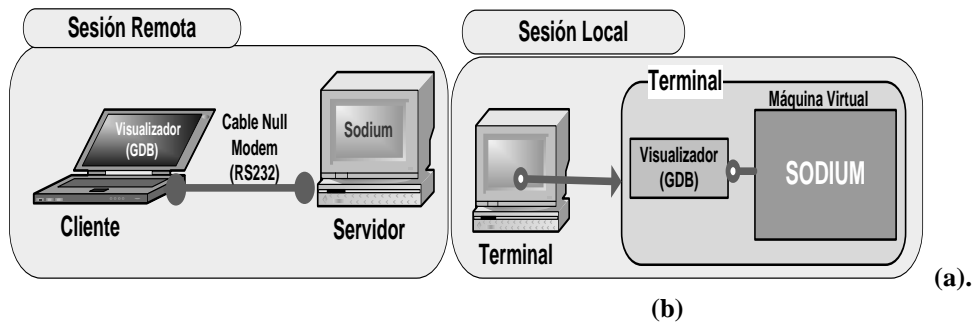 Sesión Remota
Visualizador
(GDB)
Cable Null
Modem
(RS232)
Sodium
Cliente
Servidor
Sesión Local
Terminal
Terminal
Máquina Virtual
Visualizador
(GDB)
SODIUM
(a).
(b)